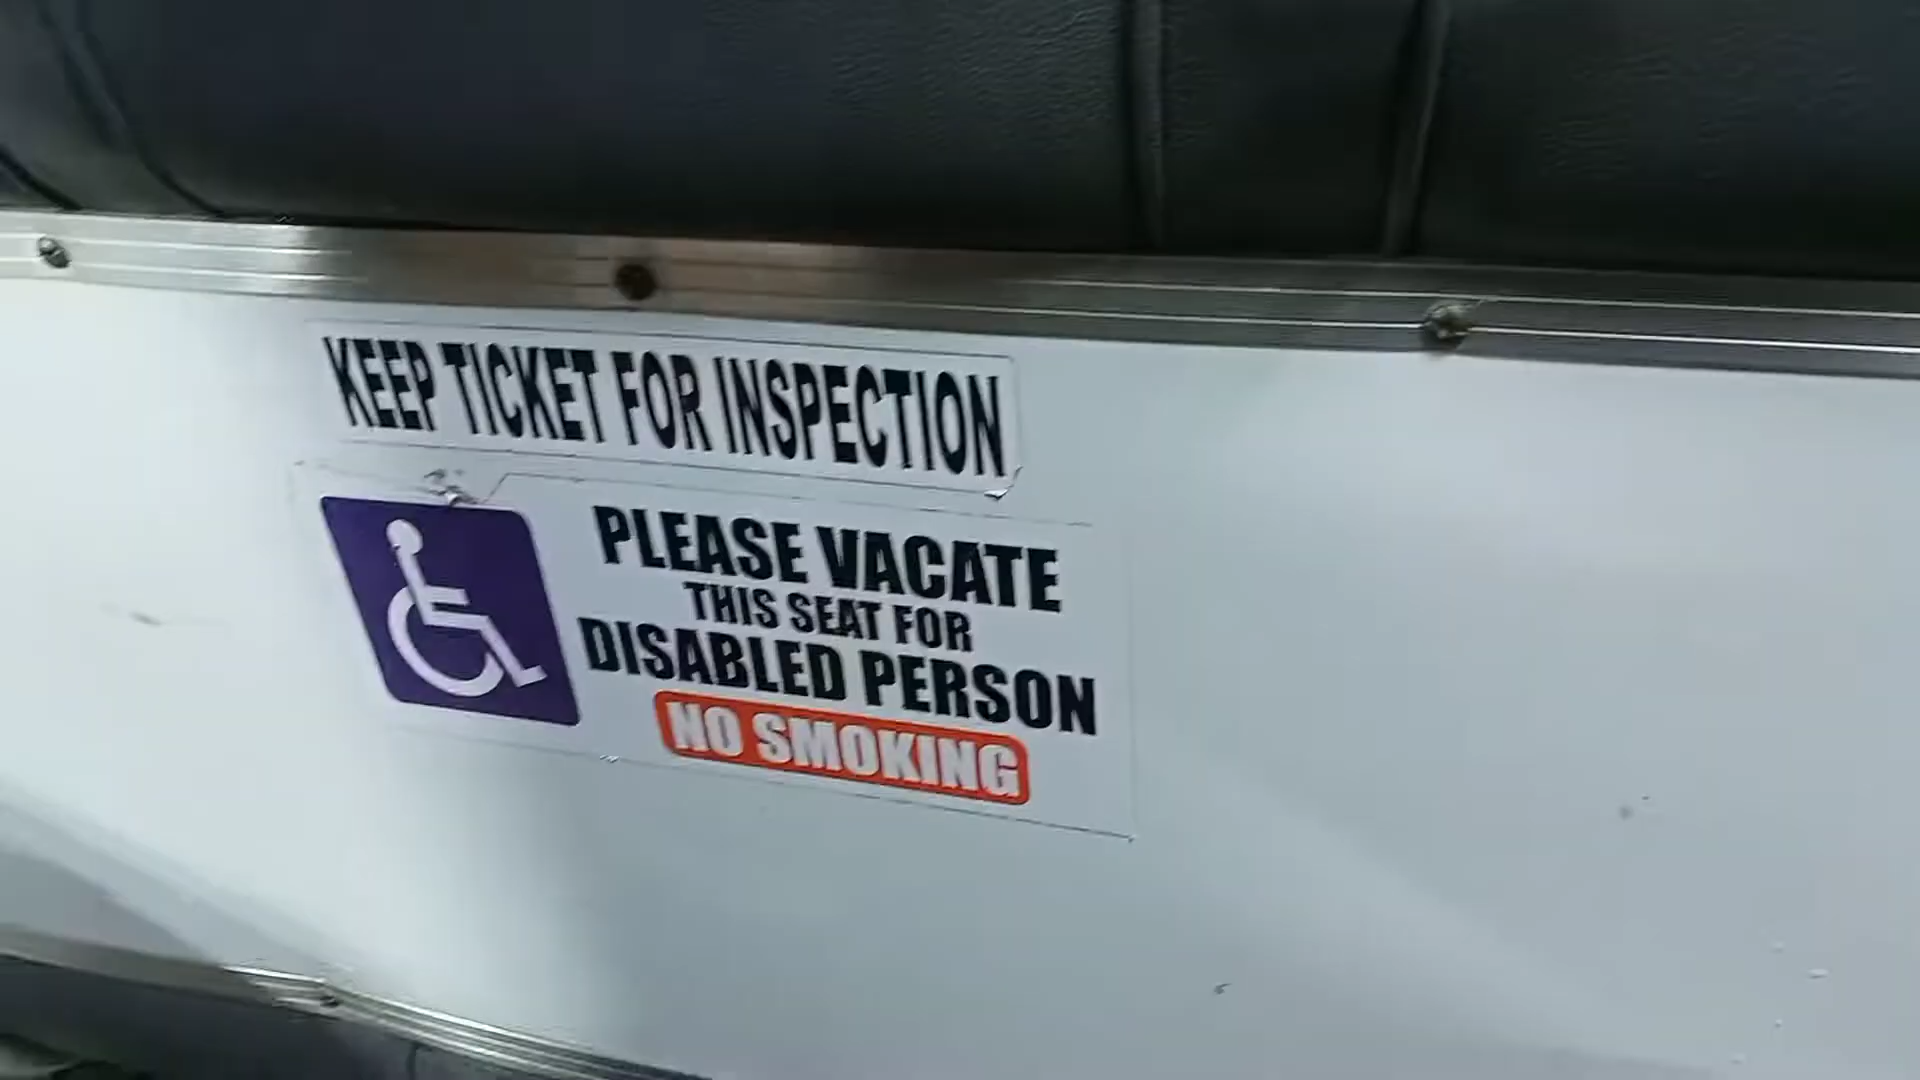 KEEP TICKET FOR INSPECTION
PLEASE VACATE
THIS SEAT FOR
DISABLED PERSON
NO SMOKING